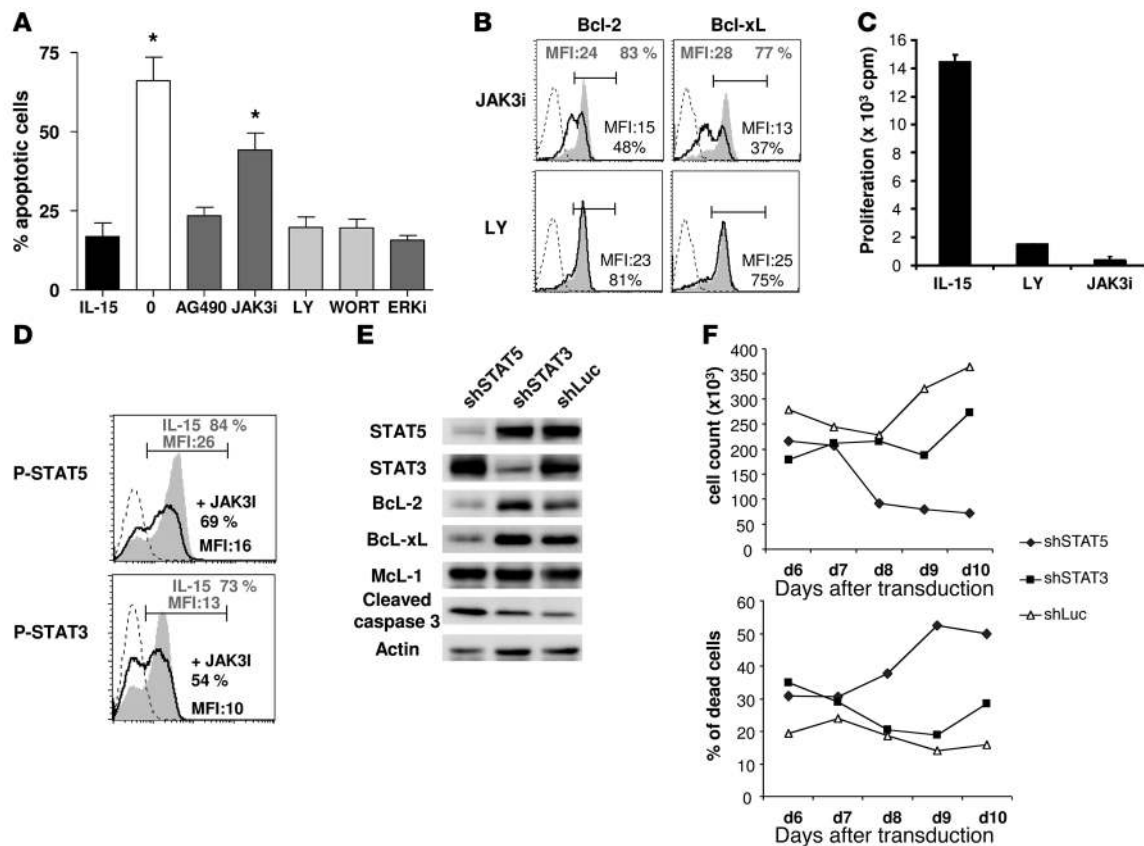 A
% apoptotic cells
75
50
25
0
*
*
IL-15 0 AG490 JAK3i LY WORT ERKi
B
Bcl-2 Bcl-xL
JAK3i
MFI:24 83 %
MFI:15
48%
MFI:28 77 %
MFI:13
37%
LY
MFI:23
81%
MFI:25
75%
C
Proliferation (x 10³ cpm)
16
14
12
10
8
6
4
2
0
IL-15 LY JAK3i
D
P-STAT5
IL-15 84 %
MFI:26
+ JAK3I
69 %
MFI:16
P-STAT3
IL-15 73 %
MFI:13
+ JAK3I
54 %
MFI:10
E
shSTAT5 shSTAT3 shLuc
STAT5
STAT3
BcL-2
BcL-xL
McL-1
Cleaved
caspase 3
Actin
F
cell count (x10³)
400
350
300
250
200
150
100
50
0
d6 d7 d8 d9 d10
Days after transduction
shSTAT5
shSTAT3
shLuc
% of dead cells
60
50
40
30
20
10
0
d6 d7 d8 d9 d10
Days after transduction